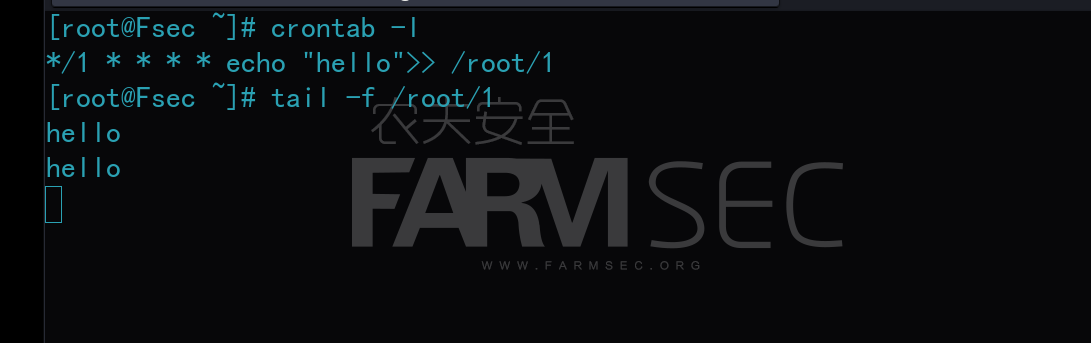 [root@Fsec ~]# crontab -l
*/1 * * * * echo "hello">> /root/1
[root@Fsec ~]# tail -f /root/1
hello
hello
农夫安全
FARMSEC
WWW.FARMSEC.ORG